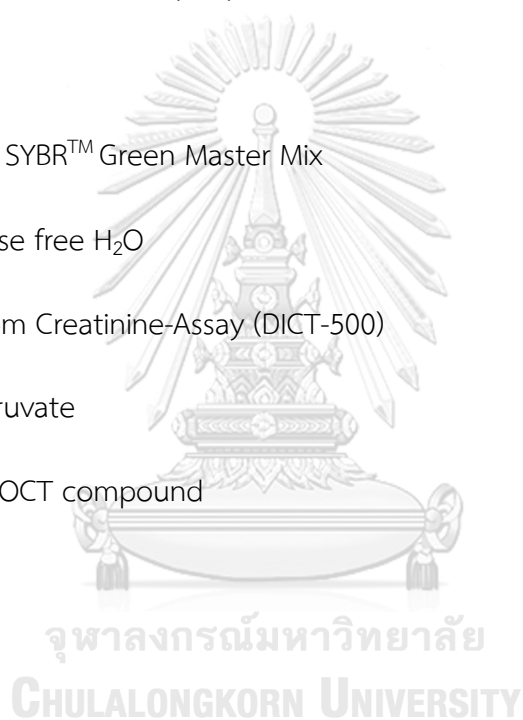 SYBR™ Green Master Mix
se free H₂O
m Creatinine-Assay (DICT-500)
ruvate
OCT compound
จุฬาลงกรณ์มหาวิทยาลัย
CHULALONGKORN UNIVERSITY